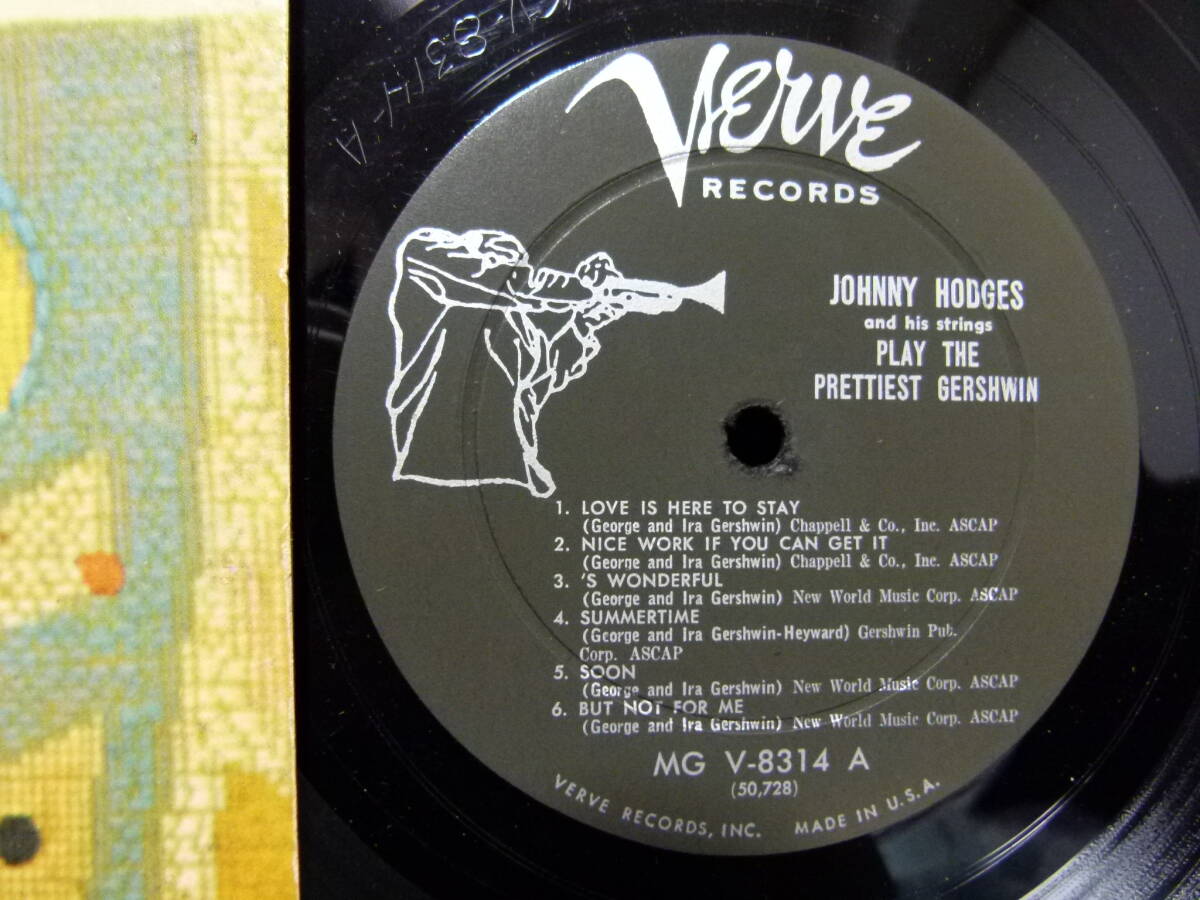 V-8314-A
Verve
RECORDS
JOHNNY HODGES
and his strings
PLAY THE
PRETTIEST GERSHWIN
1. LOVE IS HERE TO STAY
(George and Ira Gershwin) Chappell & Co., Inc. ASCAP
2. NICE WORK IF YOU CAN GET IT
(George and Ira Gershwin) Chappell & Co., Inc. ASCAP
3. 'S WONDERFUL
(George and Ira Gershwin) New World Music Corp. ASCAP
4. SUMMERTIME
(George and Ira Gershwin-Heyward) Gershwin Pub.
Corp. ASCAP
5. SOON
(George and Ira Gershwin) New World Music Corp. ASCAP
6. BUT NOT FOR ME
(George and Ira Gershwin) New World Music Corp. ASCAP
MG V-8314 A
(50,728)
VERVE RECORDS, INC. MADE IN U.S.A.